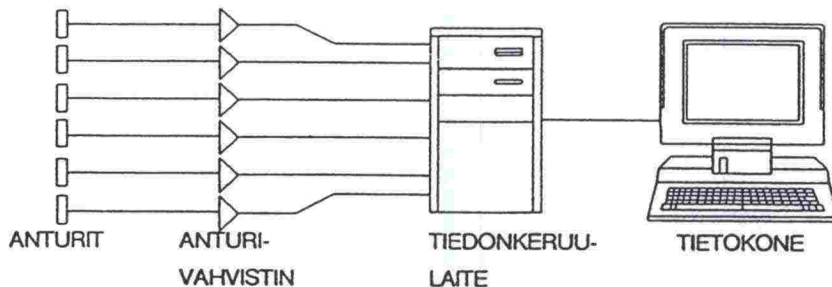 ANTURIT
ANTURI-
VAHVISTIN
TIEDONKERUU-
LAITE
TIETOKONE